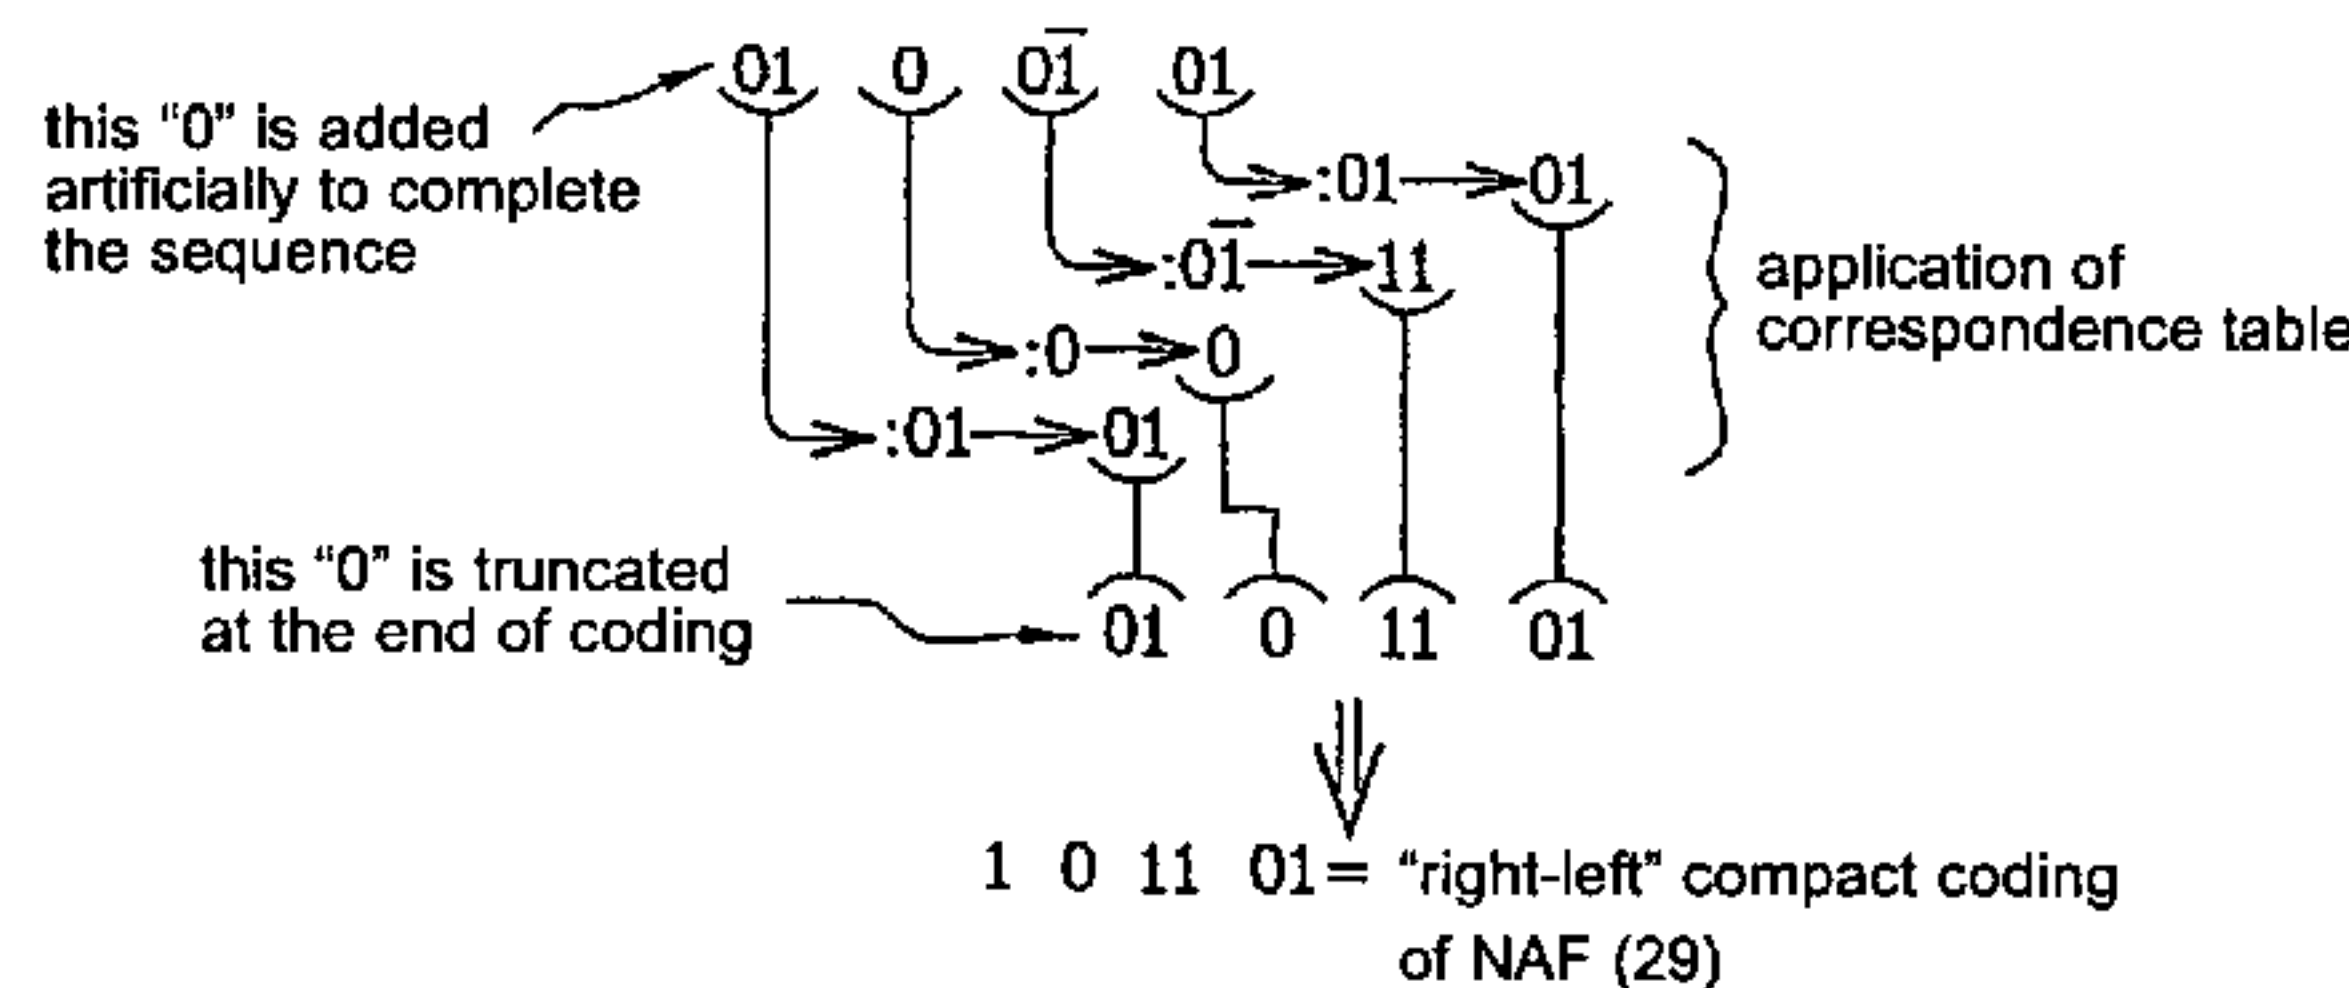 01 0 01̅ 01
this “0” is added
artificially to complete
the sequence
:01 01
:01̅ 11
:0 0
:01 01
application of
correspondence table
this “0” is truncated
at the end of coding
01 0 11 01
1 0 11 01= “right-left” compact coding
of NAF (29)